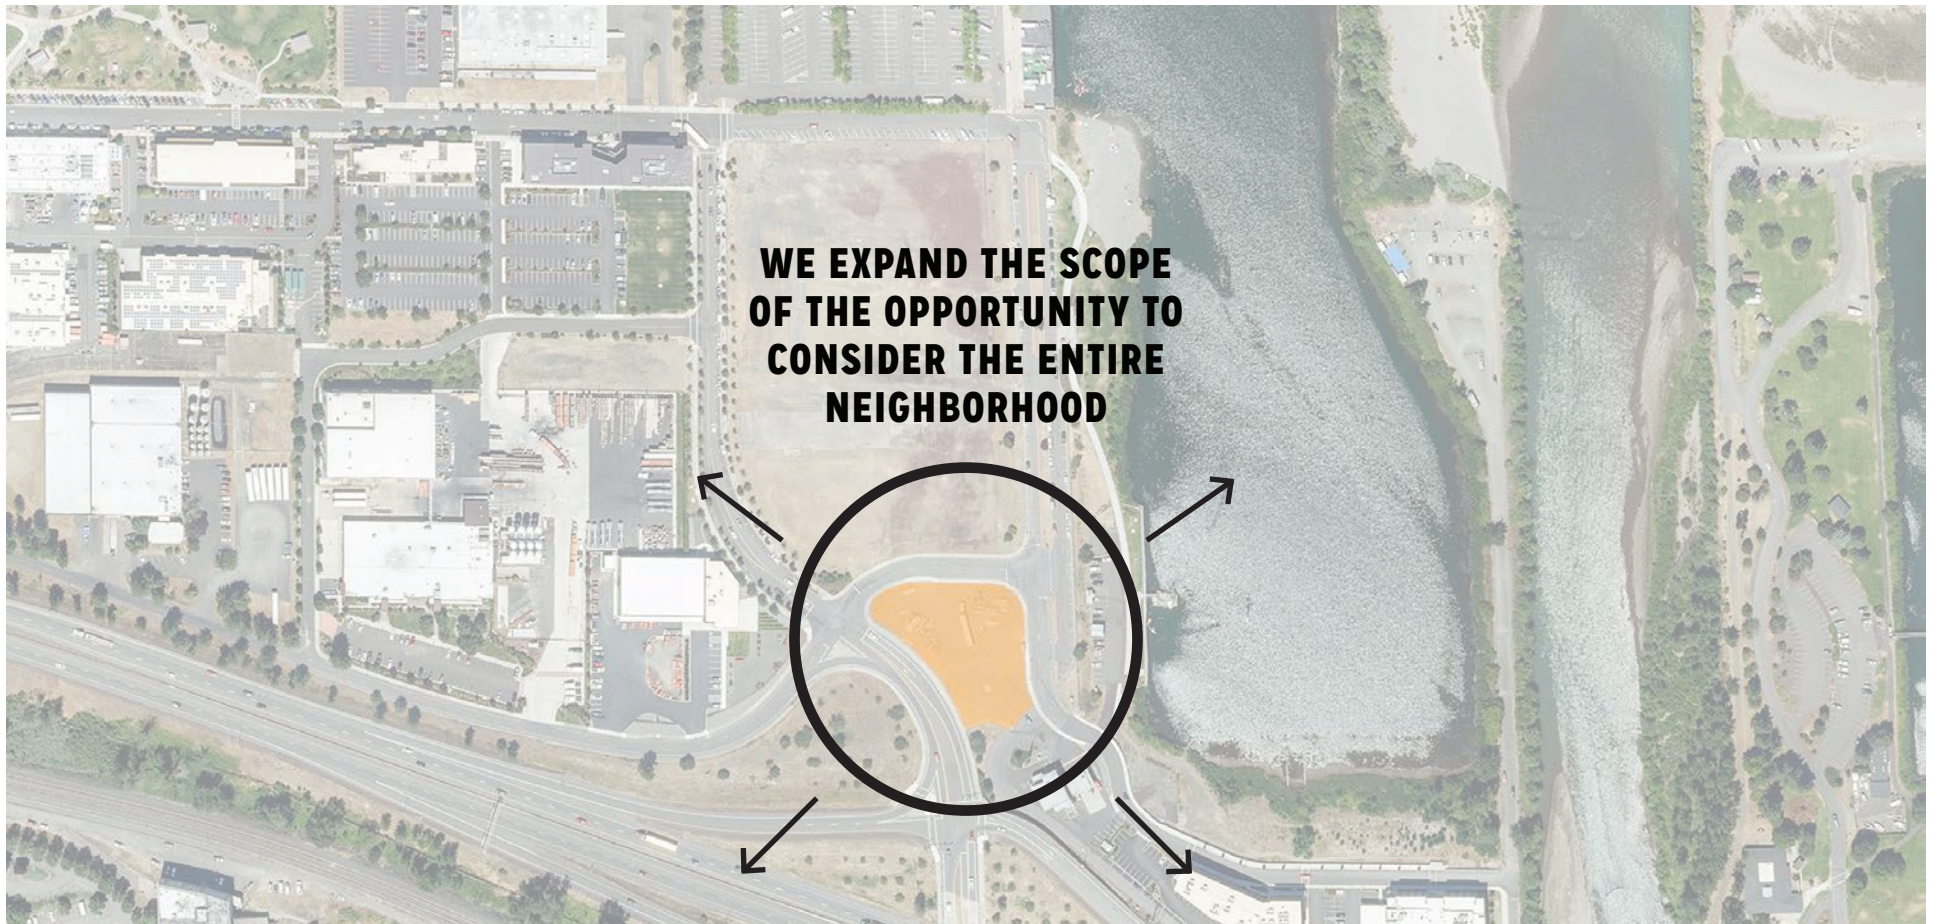 WE EXPAND THE SCOPE
OF THE OPPORTUNITY TO
CONSIDER THE ENTIRE
NEIGHBORHOOD